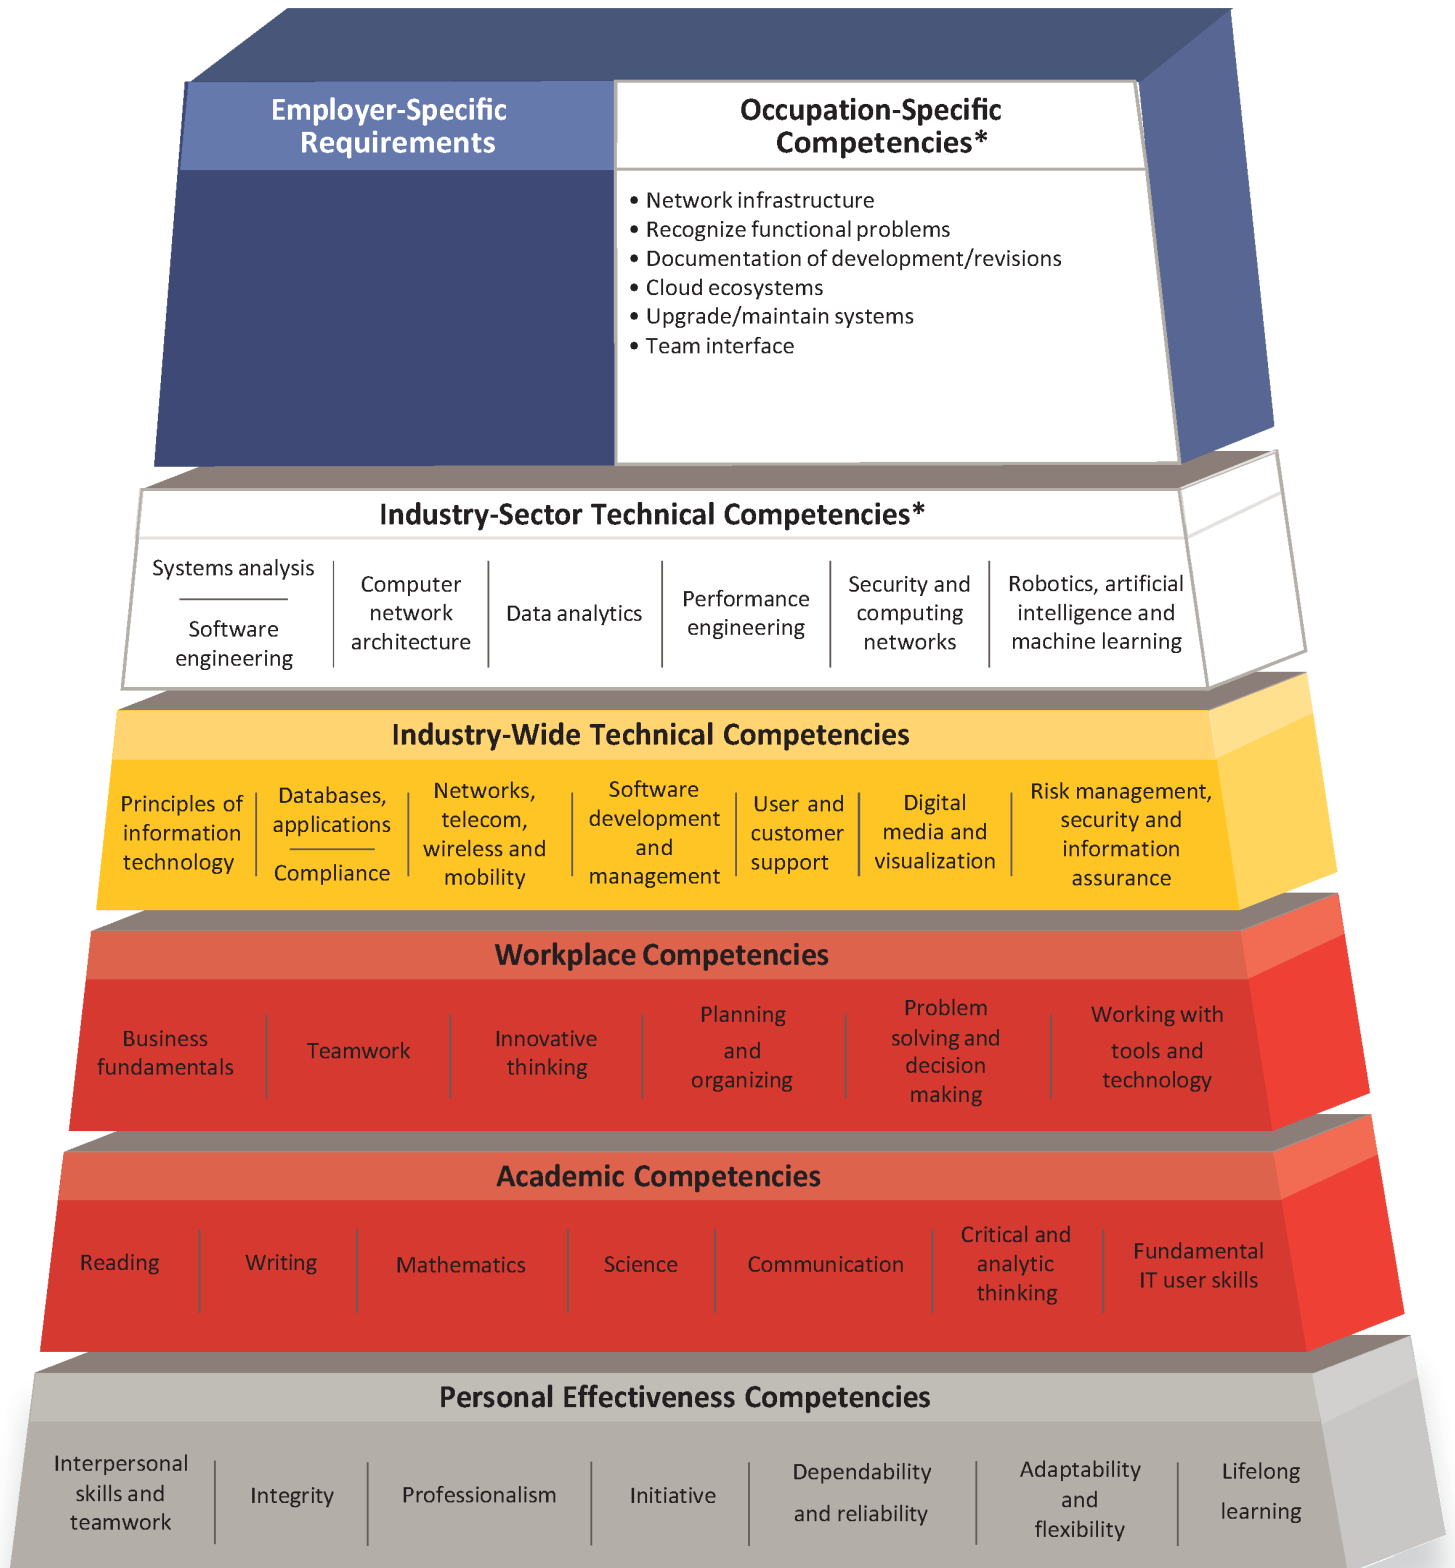 Employer-Specific
Requirements
Occupation-Specific
Competencies*
• Network infrastructure
• Recognize functional problems
• Documentation of development/revisions
• Cloud ecosystems
• Upgrade/maintain systems
• Team interface
Industry-Sector Technical Competencies*
Systems analysis
Software
engineering
Computer
network
architecture
Data analytics
Performance
engineering
Security and
computing
networks
Robotics, artificial
intelligence and
machine learning
Industry-Wide Technical Competencies
Principles of
information
technology
Databases,
applications
Compliance
Networks,
telecom,
wireless and
mobility
Software
development
and
management
User and
customer
support
Digital
media and
visualization
Risk management,
security and
information
assurance
Workplace Competencies
Business
fundamentals
Teamwork
Innovative
thinking
Planning
and
organizing
Problem
solving and
decision
making
Working with
tools and
technology
Academic Competencies
Reading
Writing
Mathematics
Science
Communication
Critical and
analytic
thinking
Fundamental
IT user skills
Personal Effectiveness Competencies
Interpersonal
skills and
teamwork
Integrity
Professionalism
Initiative
Dependability
and reliability
Adaptability
and
flexibility
Lifelong
learning